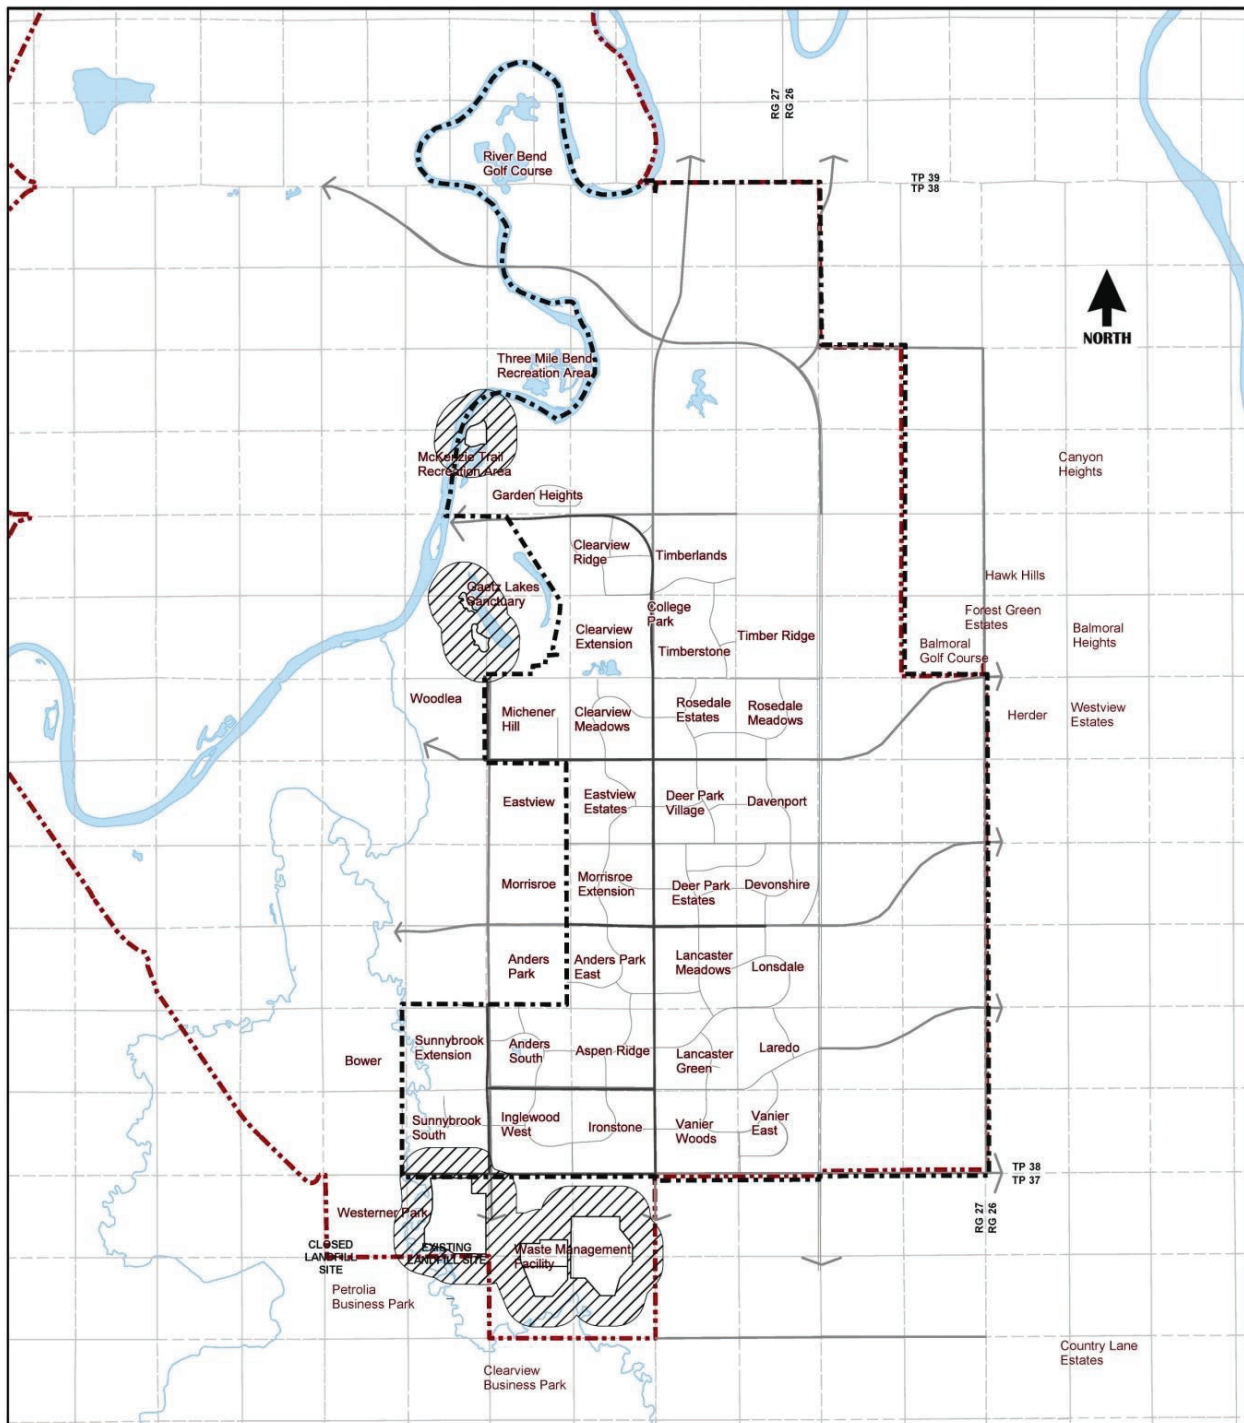 RG 27
RG 26
River Bend
Golf Course
TP 39
TP 38
NORTH
Three Mile Bend
Recreation Area
McKenzie Trail
Recreation Area
Canyon
Heights
Garden Heights
Clearview
Ridge
Timberlands
Gaetz Lakes
Sanctuary
Hawk Hills
College
Park
Forest Green
Estates
Clearview
Extension
Timber Ridge
Timberstone
Balmoral
Golf Course
Balmoral
Heights
Woodlea
Michener
Hill
Clearview
Meadows
Rosedale
Estates
Rosedale
Meadows
Herder
Westview
Estates
Eastview
Eastview
Estates
Deer Park
Village
Davenport
Morrisroe
Morrisroe
Extension
Deer Park
Estates
Devonshire
Anders
Park
Anders Park
East
Lancaster
Meadows
Lonsdale
Bower
Sunnybrook
Extension
Anders
South
Aspen Ridge
Lancaster
Green
Laredo
Sunnybrook
South
Inglewood
West
Ironstone
Vanier
Woods
Vanier
East
TP 38
TP 37
RG 27
RG 26
Westerner Park
CLOSED
LANDFILL
SITE
EXISTING
LANDFILL SITE
Waste Management
Facility
Petrolia
Business Park
Clearview
Business Park
Country Lane
Estates